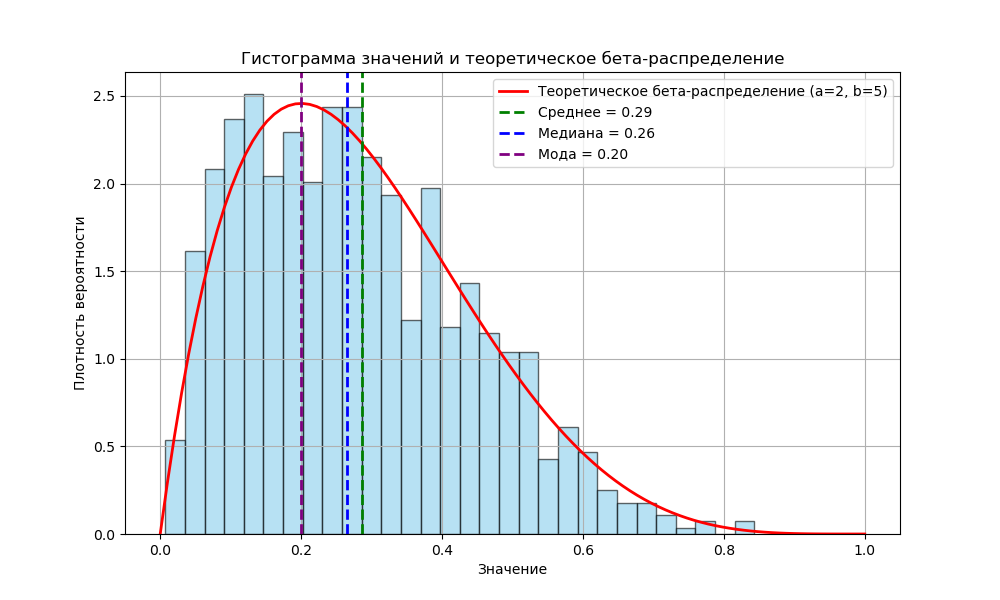 Гистограмма значений и теоретическое бета-распределение
Теоретическое бета-распределение (a=2, b=5)
Среднее = 0.29
Медиана = 0.26
Мода = 0.20
Плотность вероятности
2.5
2.0
1.5
1.0
0.5
0.0
0.0 0.2 0.4 0.6 0.8 1.0
Значение